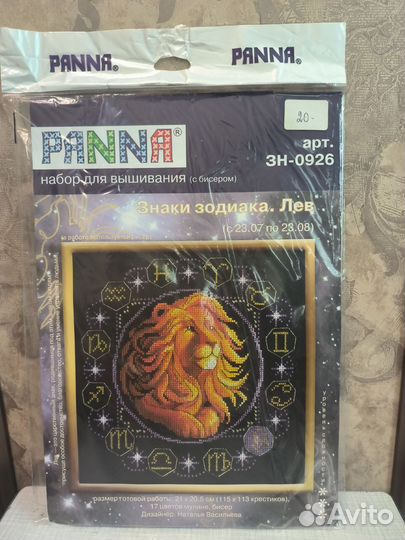 PANNA®
PANNA®
20-
PANNA®
арт.
ЗН-0926
набор для вышивания (с бисером)
Знаки зодиака. Лев
(с 23.07 по 23.08)
размер готовой работы: 21 х 20,5 см (115 х 113 крестиков),
17 цветов мулине, бисер
Дизайнер: Наталья Васильева
Avito